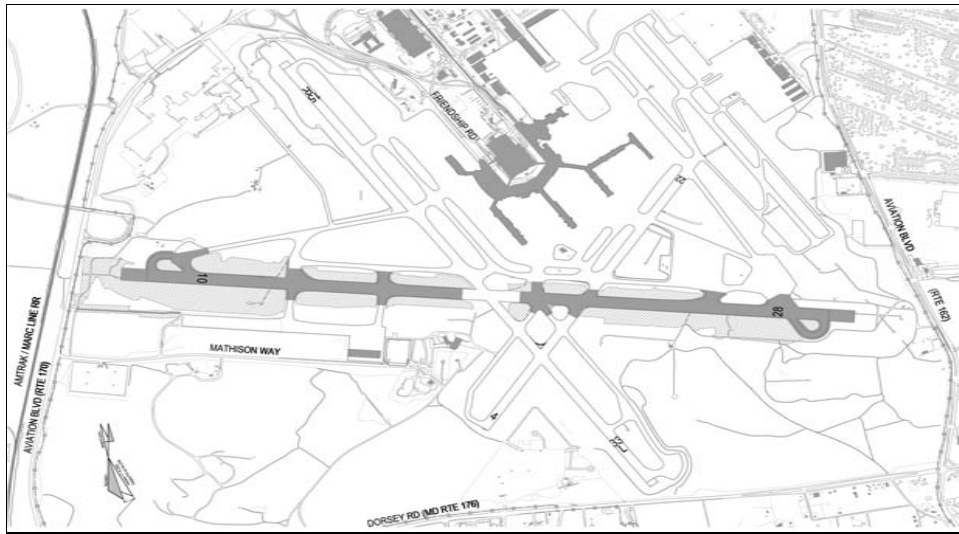 FRIENDSHIP RD
22
AVIATION BLVD
(RTE 162)
10
28
MATHISON WAY
AMTRAK / MARC LINE RR
AVIATION BLVD (RTE 170)
4
DORSEY RD (MD RTE 176)